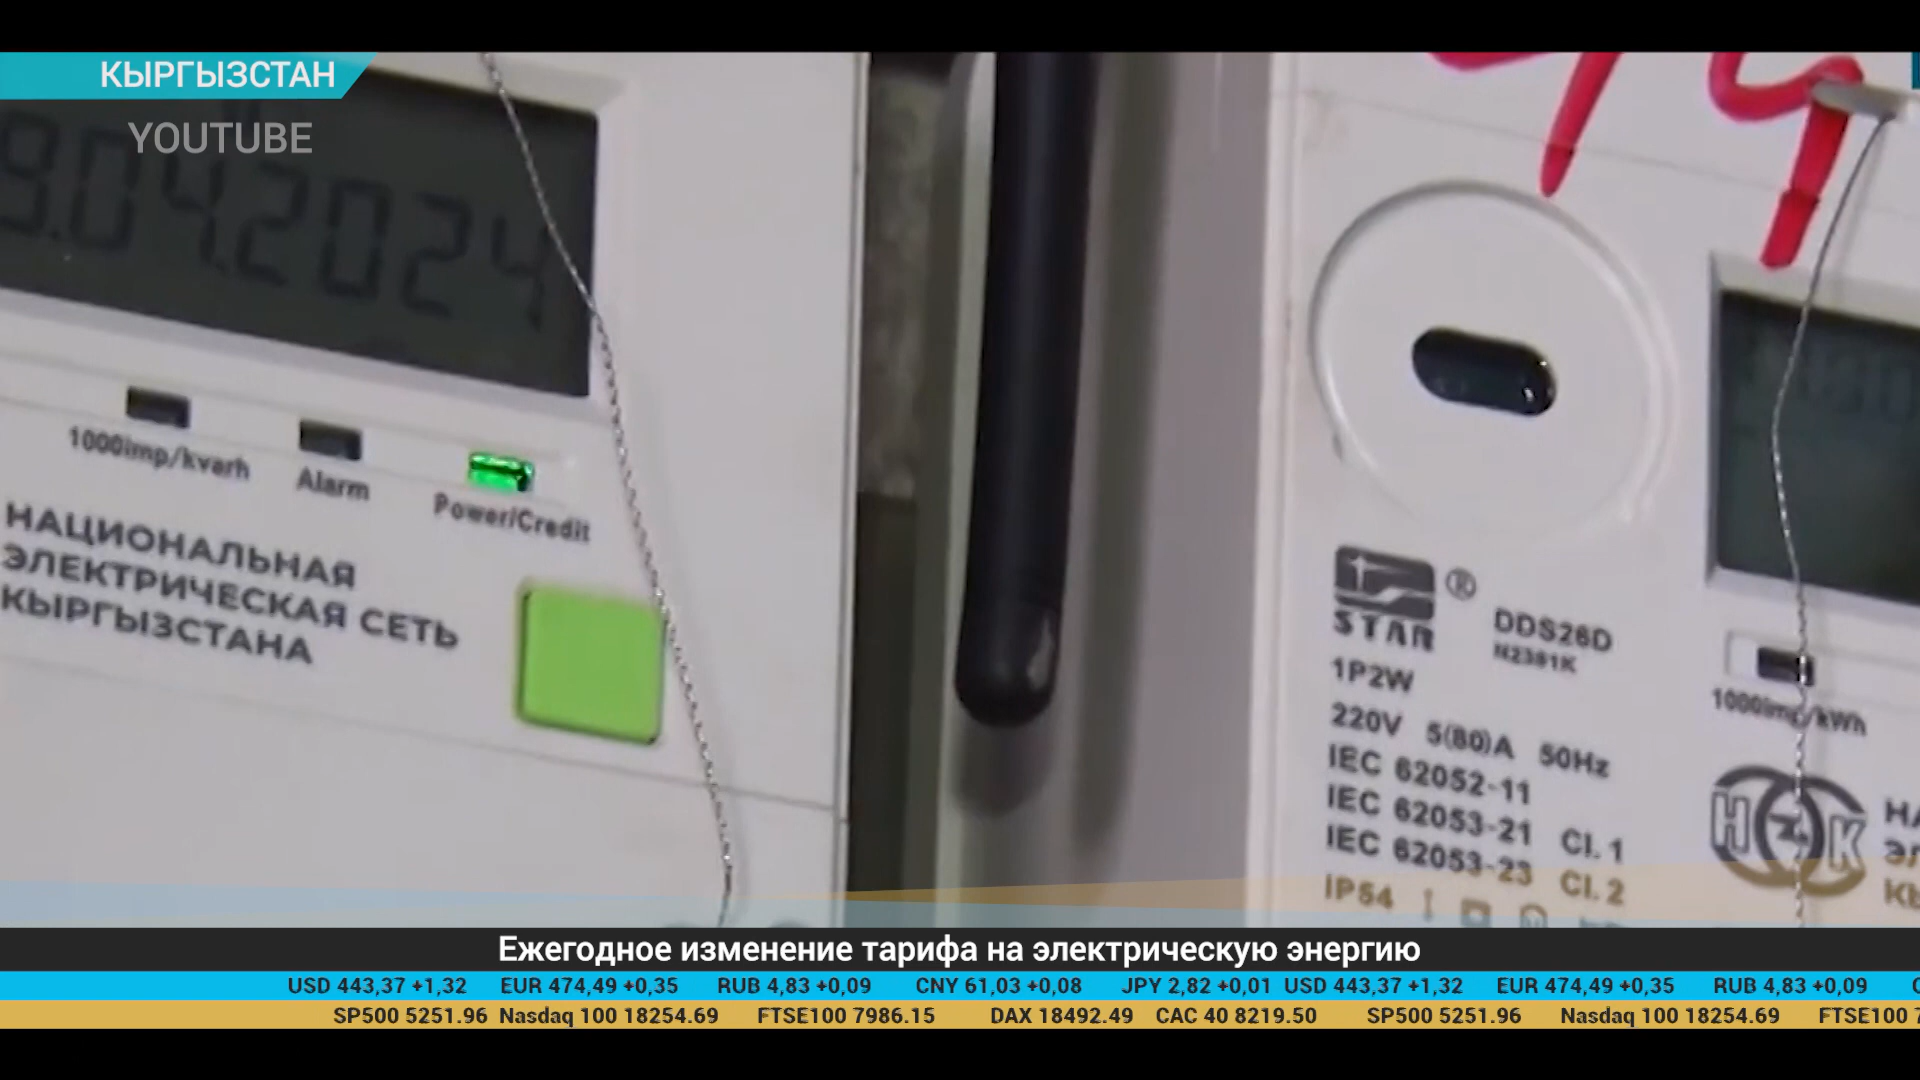 КЫРГЫЗСТАН
YOUTUBE
9.04.2024
1000imp/kvarh
Alarm
Power/Credit
НАЦИОНАЛЬНАЯ
ЭЛЕКТРИЧЕСКАЯ СЕТЬ
КЫРГЫЗСТАНА
STAR
®
DDS26D
N2381K
1P2W
220V 5(80)A 50Hz
IEC 62052-11
IEC 62053-21 Cl. 1
IEC 62053-23 Cl. 2
IP54
1000imp/kWh
Н Э К
Ежегодное изменение тарифа на электрическую энергию
USD 443,37 +1,32 EUR 474,49 +0,35 RUB 4,83 +0,09 CNY 61,03 +0,08 JPY 2,82 +0,01 USD 443,37 +1,32 EUR 474,49 +0,35 RUB 4,83 +0,09
SP500 5251.96 Nasdaq 100 18254.69 FTSE100 7986.15 DAX 18492.49 CAC 40 8219.50 SP500 5251.96 Nasdaq 100 18254.69 FTSE100